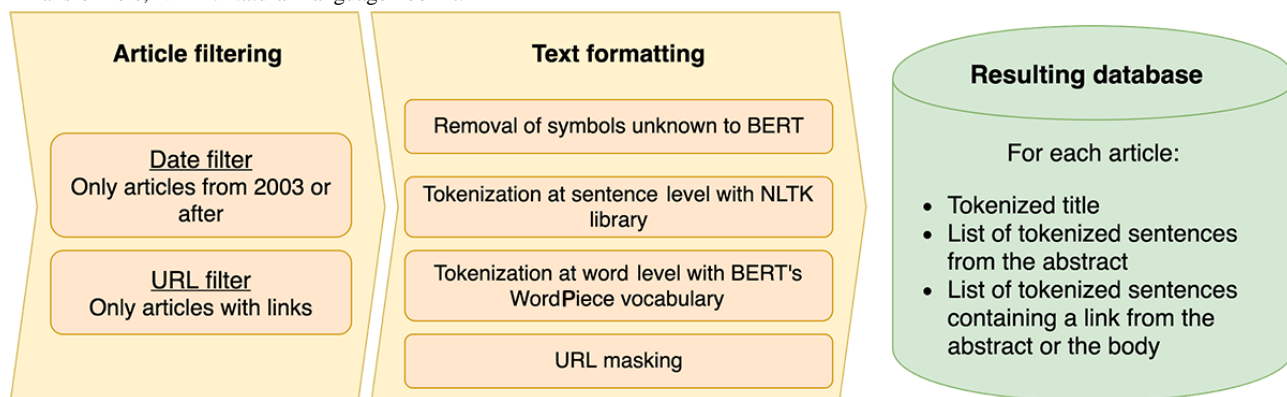 Article filtering
Date filter
Only articles from 2003 or
after
URL filter
Only articles with links
Text formatting
Removal of symbols unknown to BERT
Tokenization at sentence level with NLTK
library
Tokenization at word level with BERT's
WordPiece vocabulary
URL masking
Resulting database
For each article:
• Tokenized title
• List of tokenized sentences
from the abstract
• List of tokenized sentences
containing a link from the
abstract or the body